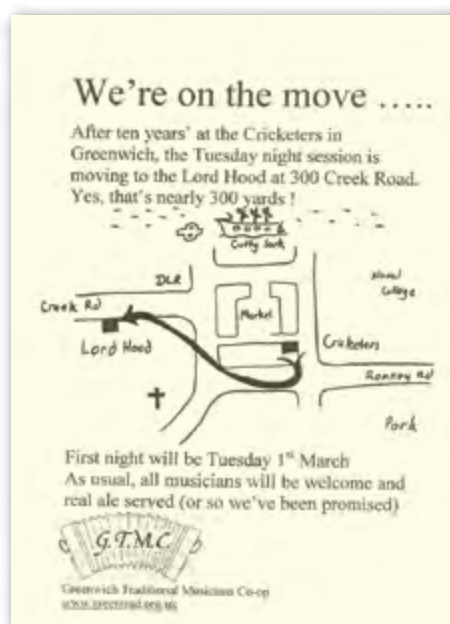 We're on the move …..
After ten years' at the Cricketers in
Greenwich, the Tuesday night session is
moving to the Lord Hood at 300 Creek Road.
Yes, that's nearly 300 yards !
Cutty Sark
DLR
Naval
College
Creek Rd
Market
Lord Hood
Cricketers
Romney Rd
Park
First night will be Tuesday 1st March
As usual, all musicians will be welcome and
real ale served (or so we've been promised)
G.T.M.C.
Greenwich Traditional Musicians Co-op